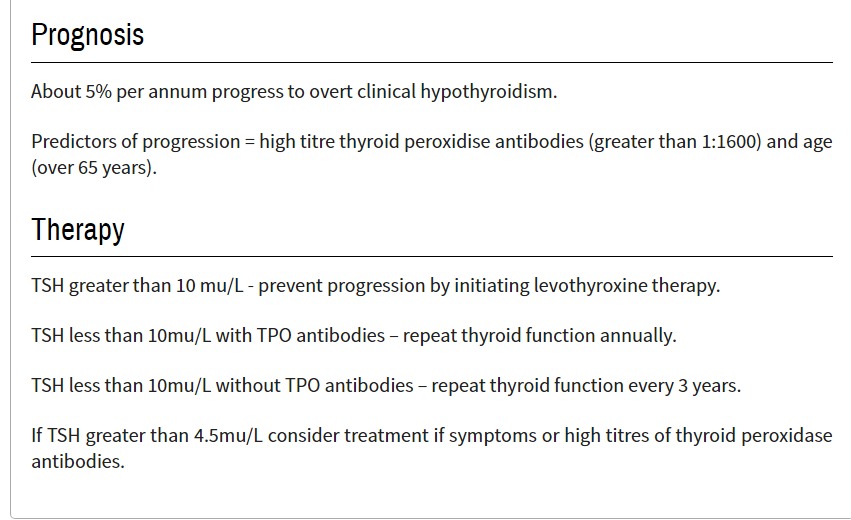 Prognosis
About 5% per annum progress to overt clinical hypothyroidism.
Predictors of progression = high titre thyroid peroxidise antibodies (greater than 1:1600) and age
(over 65 years).
Therapy
TSH greater than 10 mu/L - prevent progression by initiating levothyroxine therapy.
TSH less than 10mu/L with TPO antibodies – repeat thyroid function annually.
TSH less than 10mu/L without TPO antibodies – repeat thyroid function every 3 years.
If TSH greater than 4.5mu/L consider treatment if symptoms or high titres of thyroid peroxidase
antibodies.